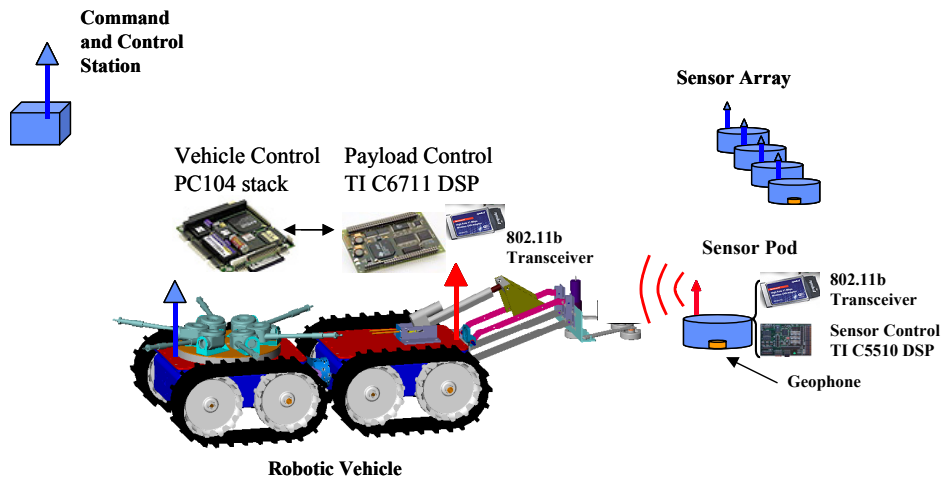 Command
and Control
Station
Sensor Array
Vehicle Control
PC104 stack
Payload Control
TI C6711 DSP
802.11b
Transceiver
Sensor Pod
802.11b
Transceiver
Sensor Control
TI C5510 DSP
Geophone
Robotic Vehicle